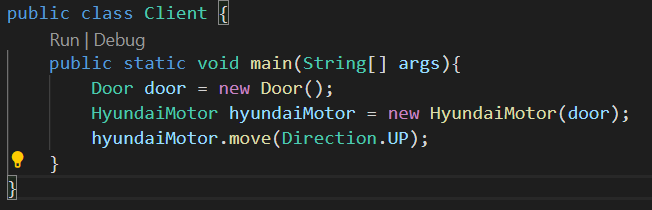 public class Client {
Run | Debug
public static void main(String[] args){
Door door = new Door();
HyundaiMotor hyundaiMotor = new HyundaiMotor(door);
hyundaiMotor.move(Direction.UP);
}
}